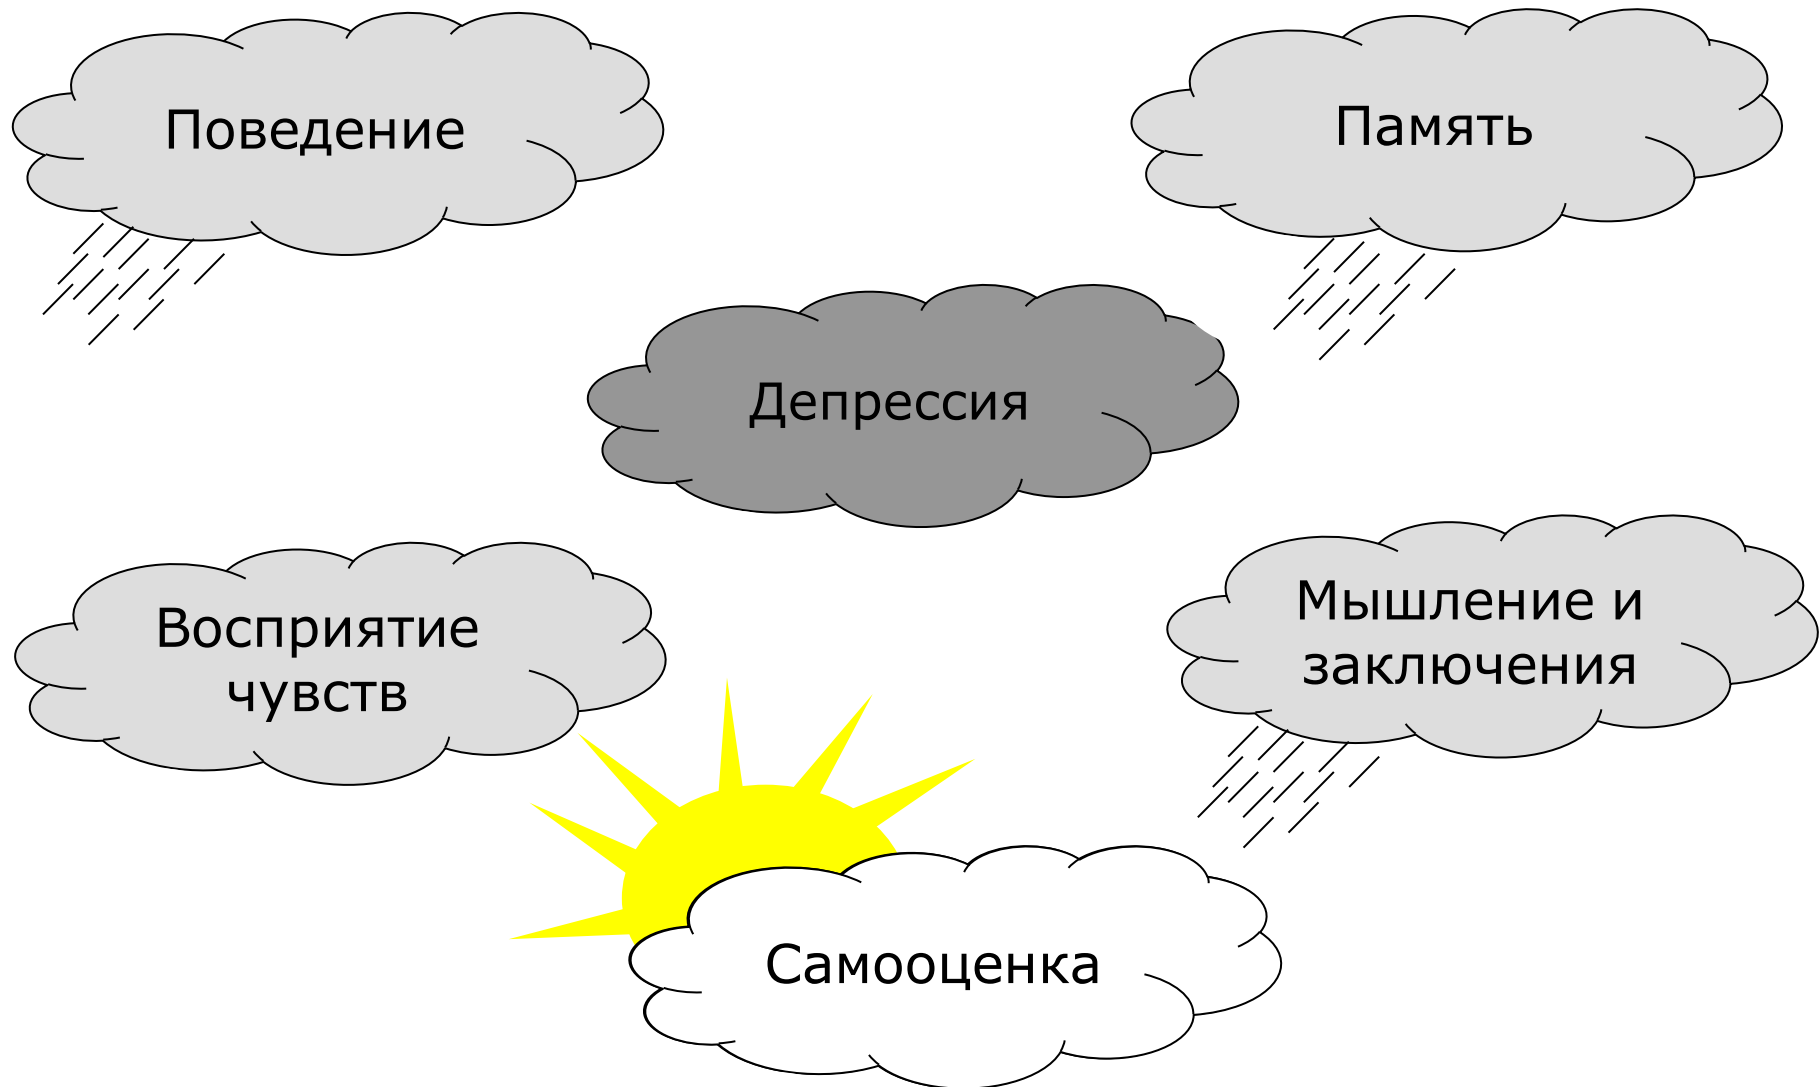 Поведение
Память
Депрессия
Восприятие
чувств
Мышление и
заключения
Самооценка